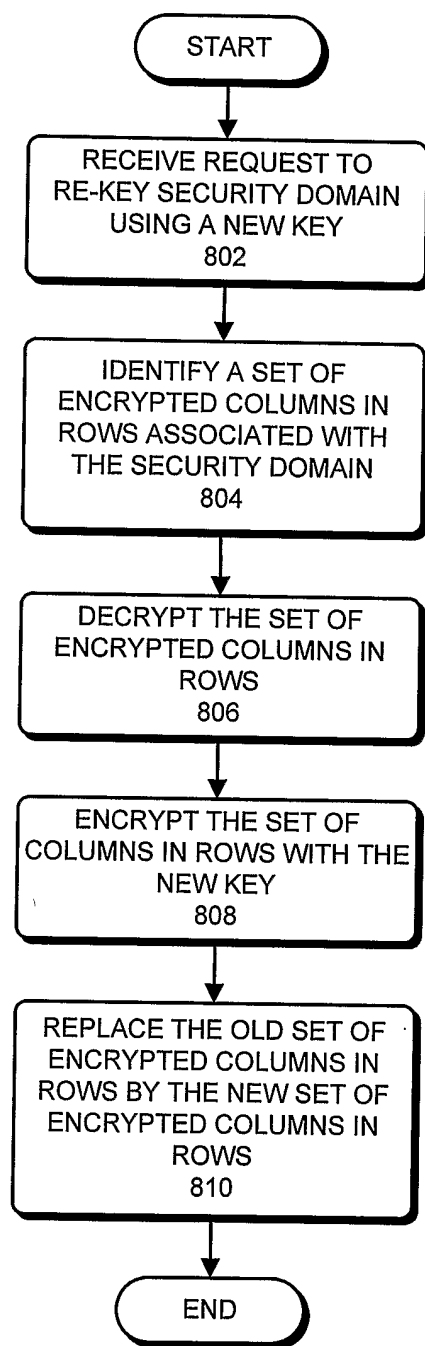 START
RECEIVE REQUEST TO
RE-KEY SECURITY DOMAIN
USING A NEW KEY
802
IDENTIFY A SET OF
ENCRYPTED COLUMNS IN
ROWS ASSOCIATED WITH
THE SECURITY DOMAIN
804
DECRYPT THE SET OF
ENCRYPTED COLUMNS IN
ROWS
806
ENCRYPT THE SET OF
COLUMNS IN ROWS WITH THE
NEW KEY
808
REPLACE THE OLD SET OF
ENCRYPTED COLUMNS IN
ROWS BY THE NEW SET OF
ENCRYPTED COLUMNS IN
ROWS
810
END